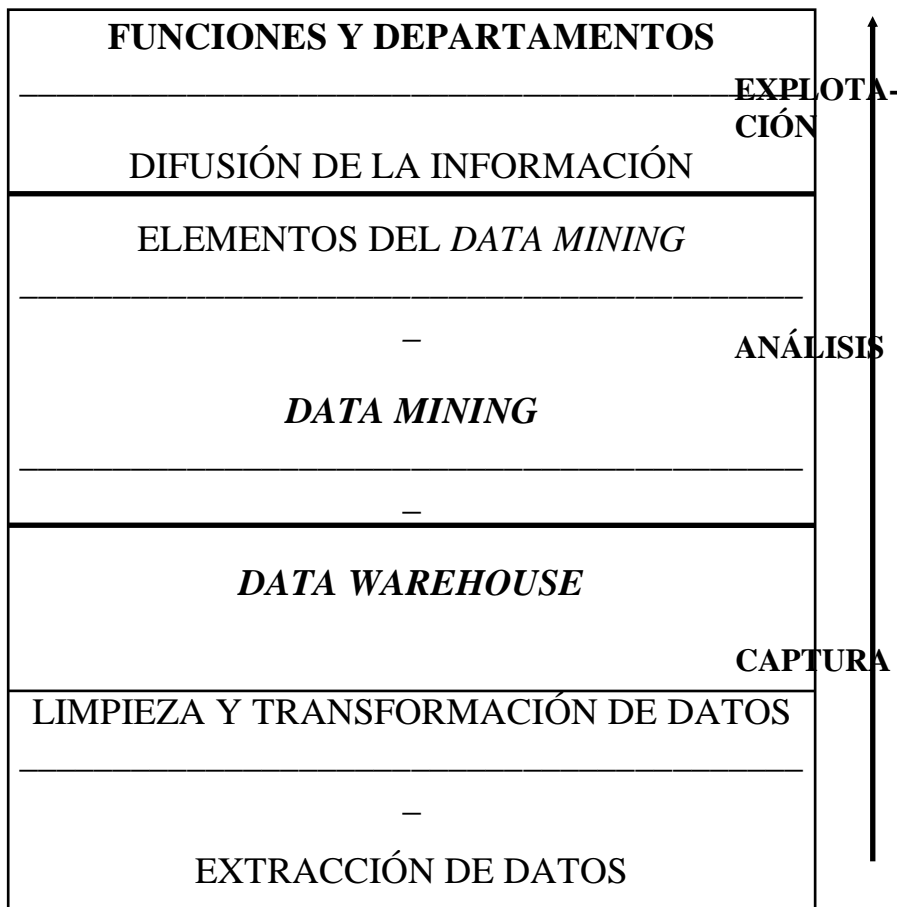 FUNCIONES Y DEPARTAMENTOS
EXPLOTA-
CIÓN
DIFUSIÓN DE LA INFORMACIÓN
ELEMENTOS DEL DATA MINING
ANÁLISIS
DATA MINING
DATA WAREHOUSE
CAPTURA
LIMPIEZA Y TRANSFORMACIÓN DE DATOS
EXTRACCIÓN DE DATOS